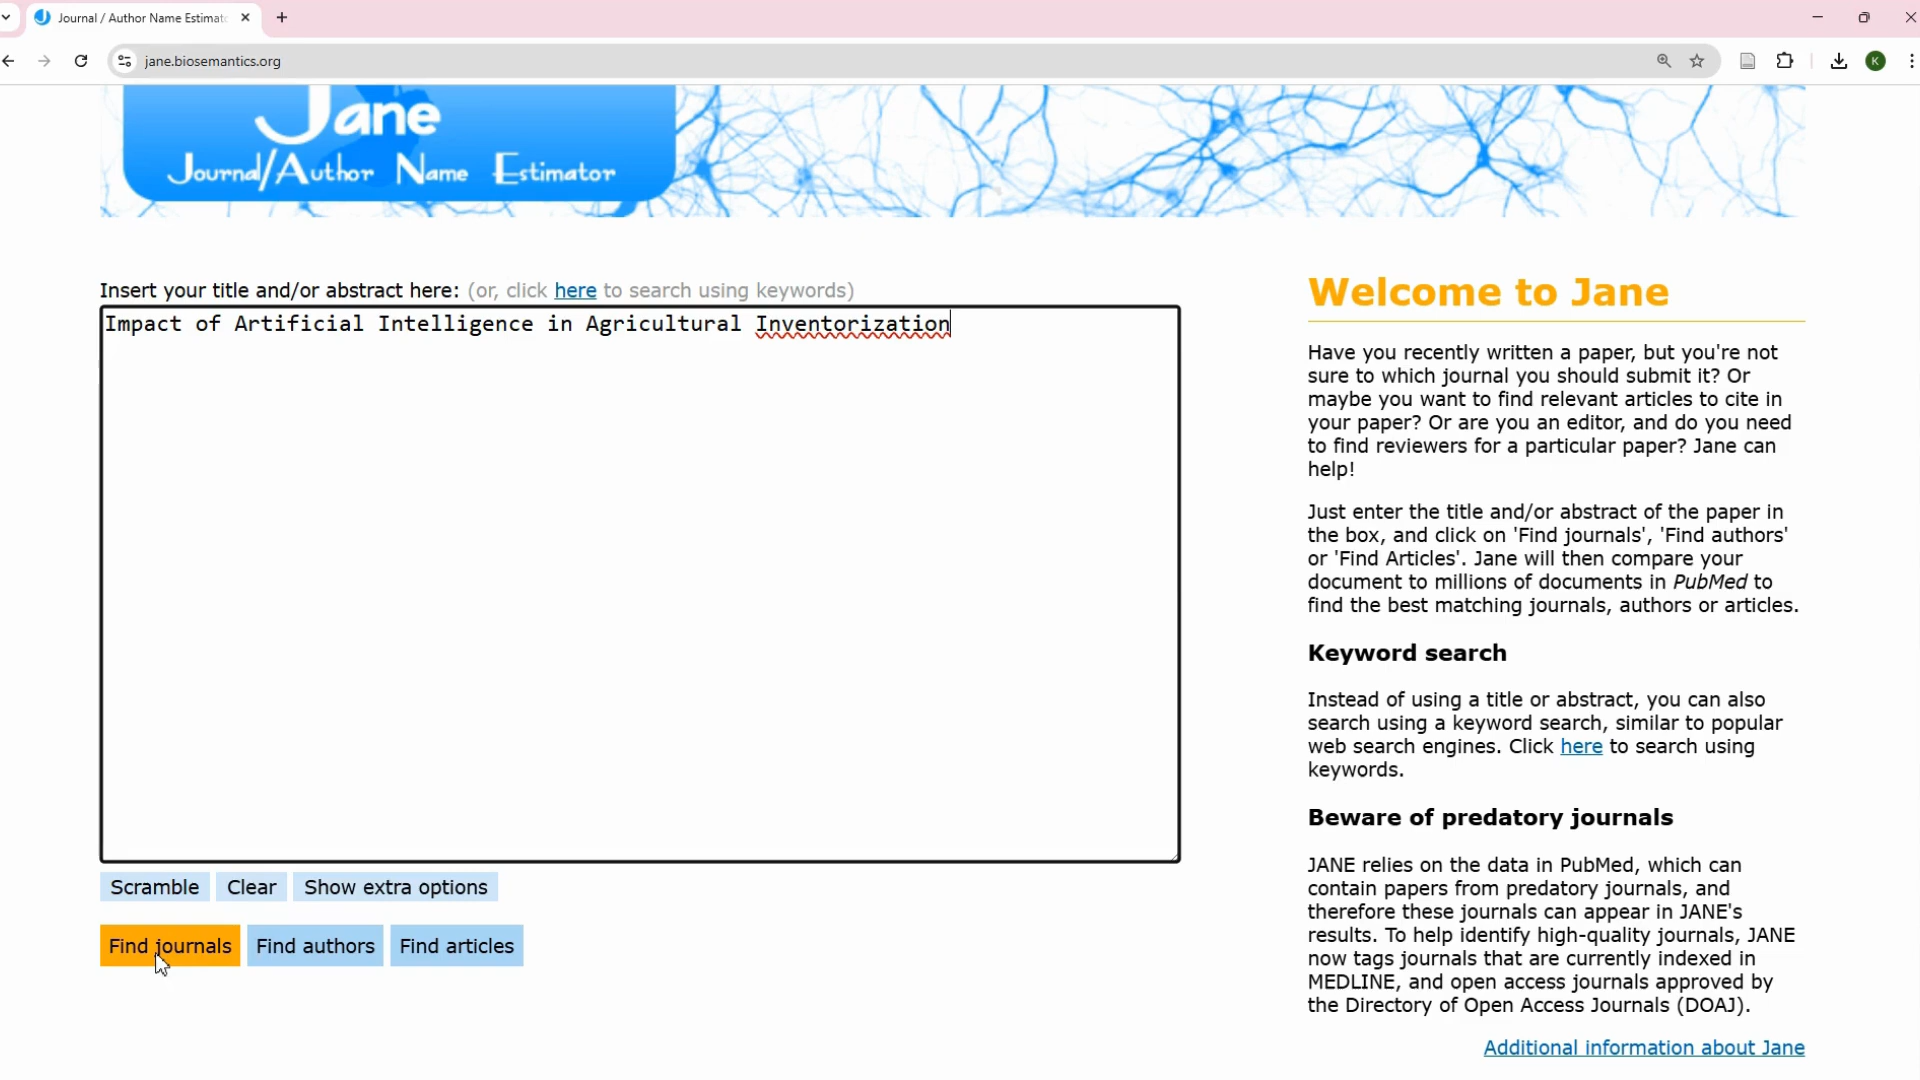 Journal / Author Name Estimat
jane.biosemantics.org
K
Jane
Journal/Author Name Estimator
Insert your title and/or abstract here: (or, click here to search using keywords)
Impact of Artificial Intelligence in Agricultural Inventorization
Scramble
Clear
Show extra options
Find journals
Find authors
Find articles
Welcome to Jane
Have you recently written a paper, but you're not
sure to which journal you should submit it? Or
maybe you want to find relevant articles to cite in
your paper? Or are you an editor, and do you need
to find reviewers for a particular paper? Jane can
help!
Just enter the title and/or abstract of the paper in
the box, and click on 'Find journals', 'Find authors'
or 'Find Articles'. Jane will then compare your
document to millions of documents in PubMed to
find the best matching journals, authors or articles.
Keyword search
Instead of using a title or abstract, you can also
search using a keyword search, similar to popular
web search engines. Click here to search using
keywords.
Beware of predatory journals
JANE relies on the data in PubMed, which can
contain papers from predatory journals, and
therefore these journals can appear in JANE's
results. To help identify high-quality journals, JANE
now tags journals that are currently indexed in
MEDLINE, and open access journals approved by
the Directory of Open Access Journals (DOAJ).
Additional information about Jane